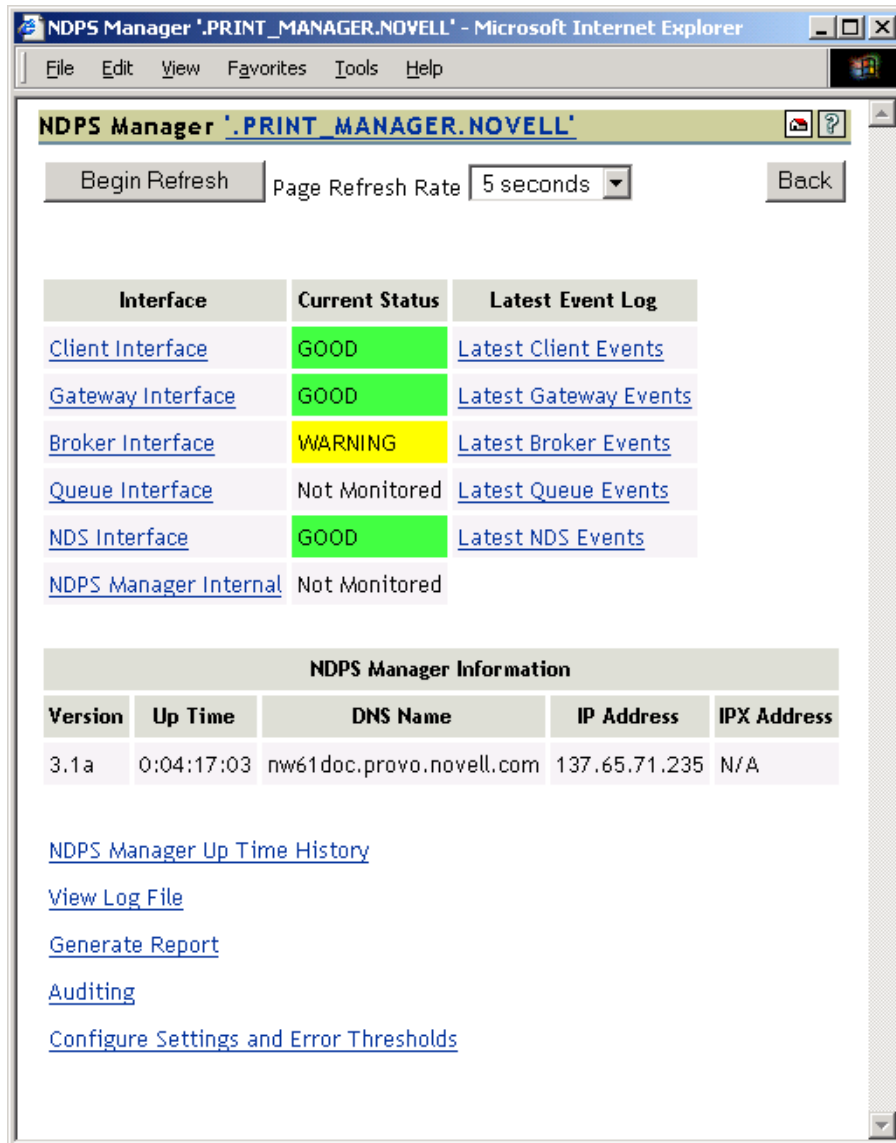 NDPS Manager '.PRINT_MANAGER.NOVELL' - Microsoft Internet Explorer
File Edit View Favorites Tools Help
NDPS Manager '.PRINT_MANAGER.NOVELL'
Begin Refresh Page Refresh Rate 5 seconds Back
Interface Current Status Latest Event Log
Client Interface GOOD Latest Client Events
Gateway Interface GOOD Latest Gateway Events
Broker Interface WARNING Latest Broker Events
Queue Interface Not Monitored Latest Queue Events
NDS Interface GOOD Latest NDS Events
NDPS Manager Internal Not Monitored
NDPS Manager Information
Version Up Time DNS Name IP Address IPX Address
3.1a 0:04:17:03 nw61doc.provo.novell.com 137.65.71.235 N/A
NDPS Manager Up Time History
View Log File
Generate Report
Auditing
Configure Settings and Error Thresholds